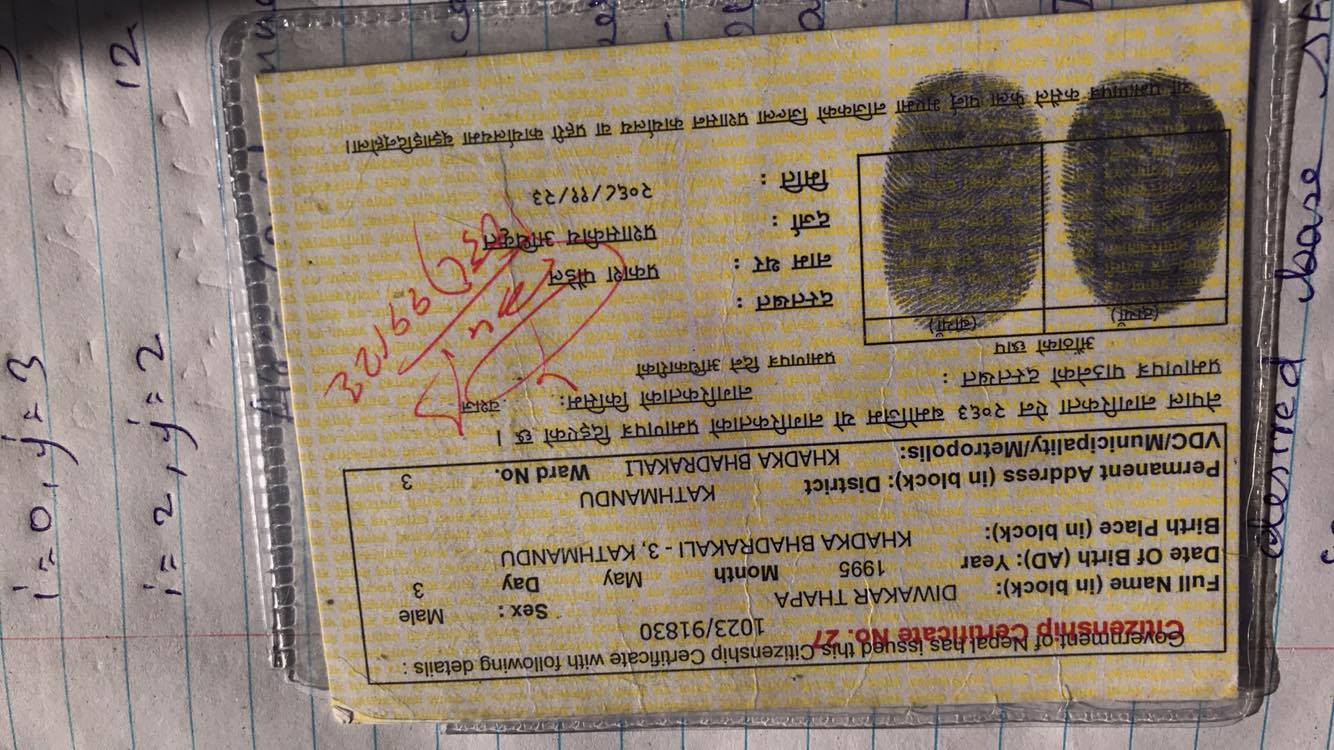 Government of Nepal has issued this Citizenship Certificate with following details :
Citizenship Certificate No. 27 1023/91830
Full Name (in block): DIWAKAR THAPA Sex : Male
Date Of Birth (AD): Year 1995 Month May Day 3
Birth Place (in block): KHADKA BHADRAKALI - 3, KATHMANDU
Permanent Address (in block): District KATHMANDU
VDC/Municipality/Metropolis: KHADKA BHADRAKALI Ward No. 3
नेपाल नागरिकता ऐन २०६३ बमोजिम यो नागरिकताको प्रमाणपत्र दिइएको छ ।
नागरिकताको किसिम: वंशज
प्रमाणपत्र पाउनेको दस्तखत :
प्रमाणपत्र दिने अधिकारीको
औंठाको छाप
(दायाँ) (बायाँ)
दस्तखत :
नाम थर : प्रकाश पौडेल
दर्जा : प्रशासकीय अधिकृत
मिति : २०६८/११/२३
यो प्रमाणपत्र कसैले फेला पारे भएमा नजिकको जिल्ला प्रशासन कार्यालय वा प्रहरी कार्यालयमा बुझाइदिनुहोला।
i = 0, j = 3
i = 2, j = 2
12
desired base